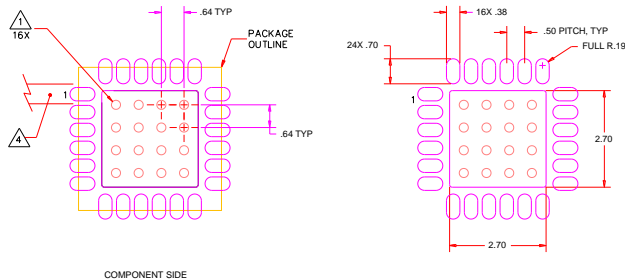 1
16X
.64 TYP
PACKAGE
OUTLINE
1
4
.64 TYP
COMPONENT SIDE
16X .38
.50 PITCH, TYP
24X .70
FULL R.19
1
2.70
2.70